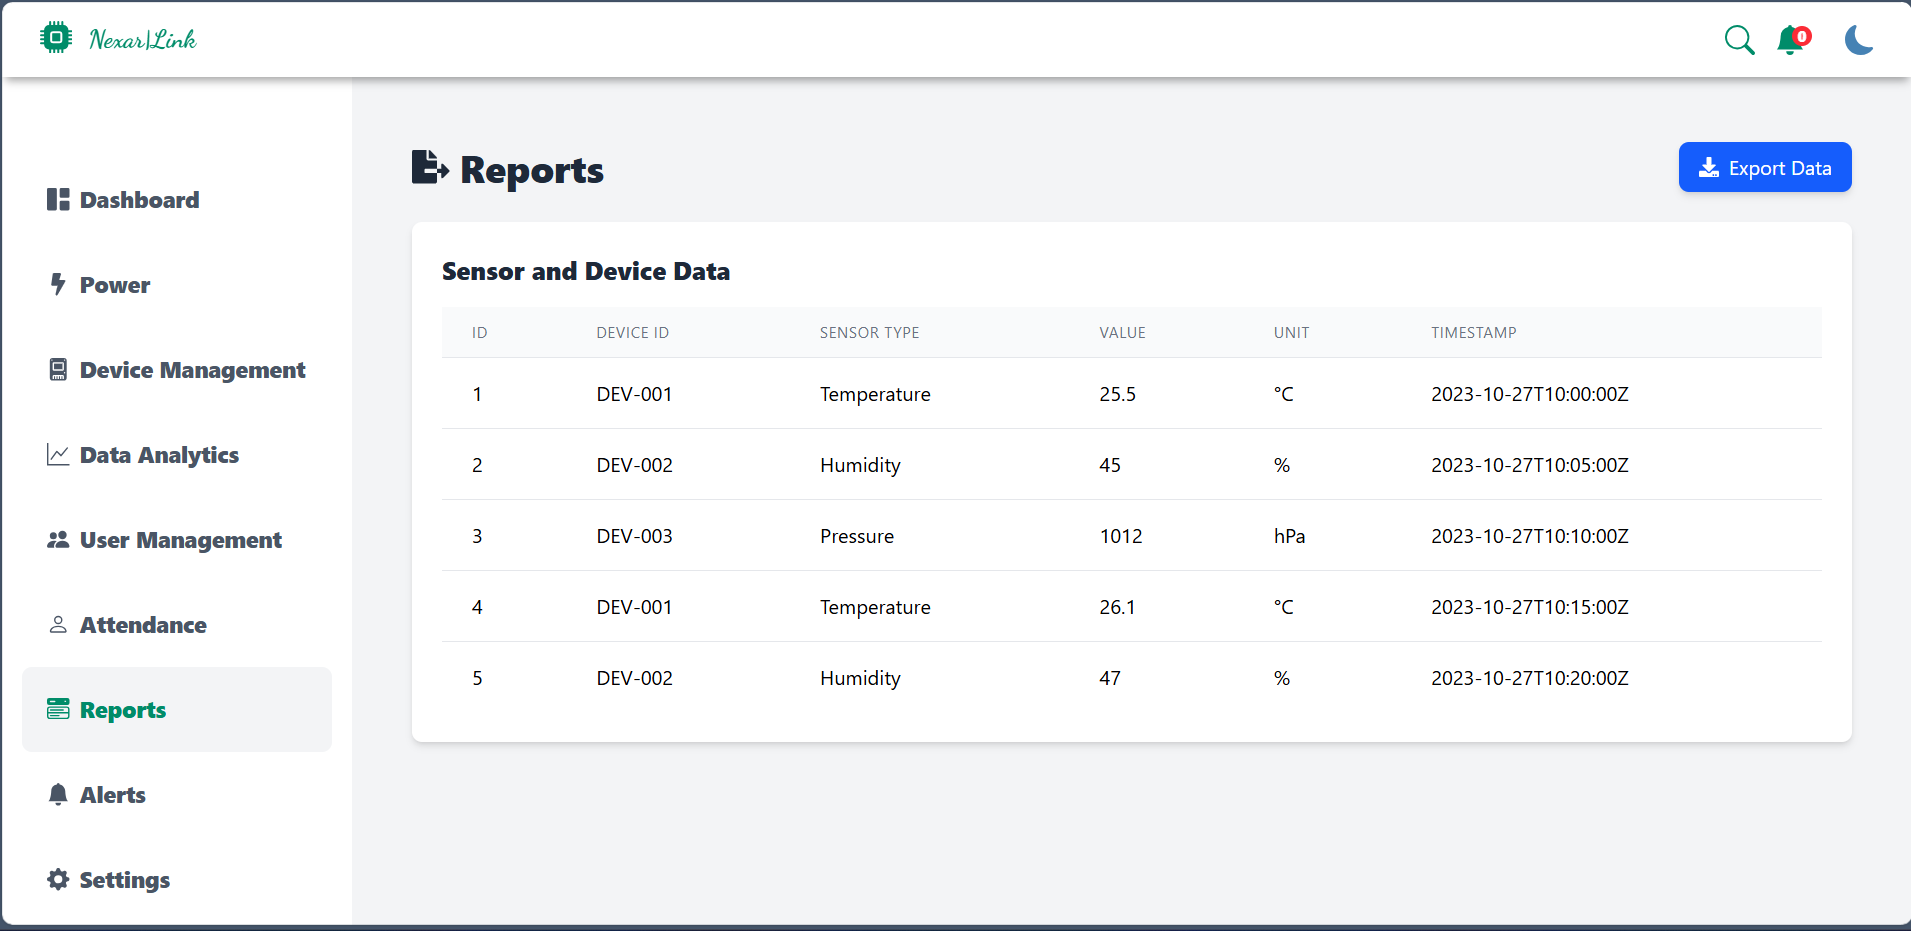 Nexar|Link
0
Dashboard
Power
Device Management
Data Analytics
User Management
Attendance
Reports
Alerts
Settings
Reports
Export Data
Sensor and Device Data
ID DEVICE ID SENSOR TYPE VALUE UNIT TIMESTAMP
1 DEV-001 Temperature 25.5 °C 2023-10-27T10:00:00Z
2 DEV-002 Humidity 45 % 2023-10-27T10:05:00Z
3 DEV-003 Pressure 1012 hPa 2023-10-27T10:10:00Z
4 DEV-001 Temperature 26.1 °C 2023-10-27T10:15:00Z
5 DEV-002 Humidity 47 % 2023-10-27T10:20:00Z